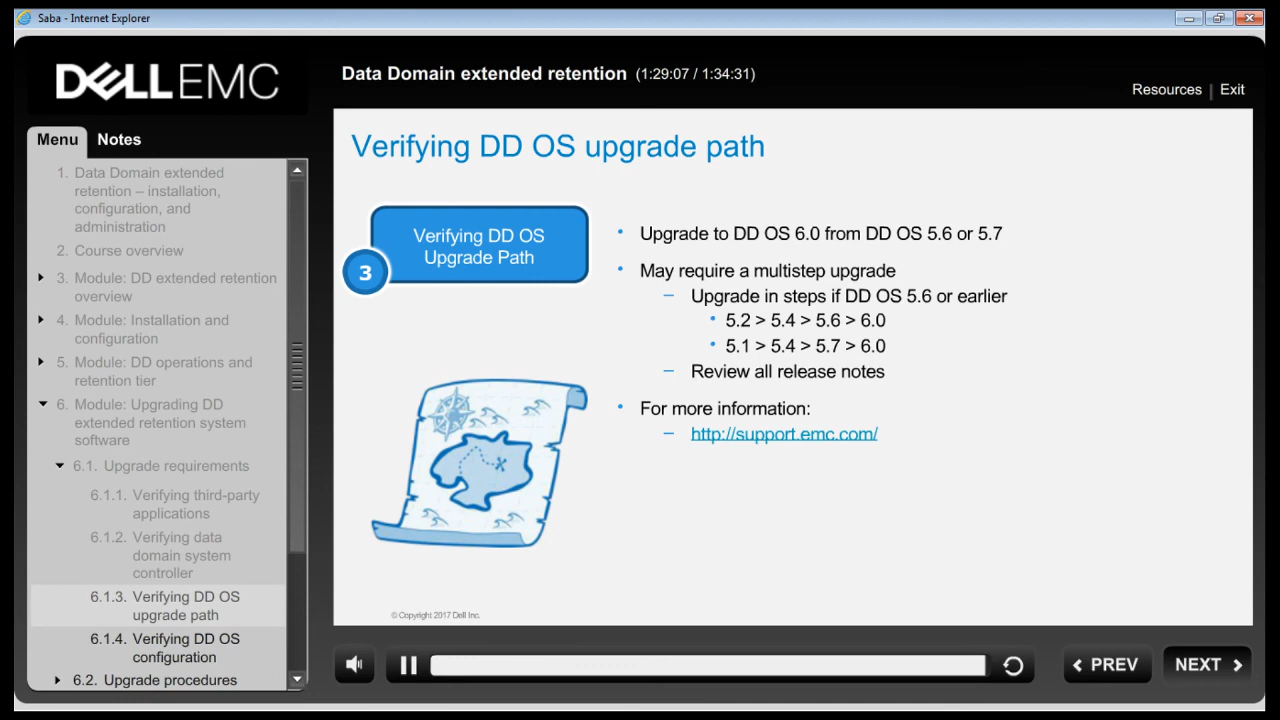 Saba - Internet Explorer
DELLEMC
Data Domain extended retention (1:29:07 / 1:34:31)
Resources | Exit
Menu Notes
1. Data Domain extended
retention – installation,
configuration, and
administration
2. Course overview
3. Module: DD extended retention
overview
4. Module: Installation and
configuration
5. Module: DD operations and
retention tier
6. Module: Upgrading DD
extended retention system
software
6.1. Upgrade requirements
6.1.1. Verifying third-party
applications
6.1.2. Verifying data
domain system
controller
6.1.3. Verifying DD OS
upgrade path
6.1.4. Verifying DD OS
configuration
6.2. Upgrade procedures
Verifying DD OS upgrade path
Verifying DD OS
Upgrade Path
3
• Upgrade to DD OS 6.0 from DD OS 5.6 or 5.7
• May require a multistep upgrade
– Upgrade in steps if DD OS 5.6 or earlier
• 5.2 > 5.4 > 5.6 > 6.0
• 5.1 > 5.4 > 5.7 > 6.0
– Review all release notes
• For more information:
– http://support.emc.com/
© Copyright 2017 Dell Inc.
PREV
NEXT